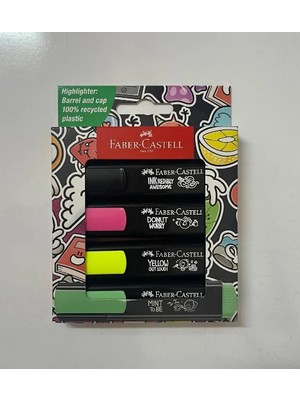 Highlighter:
Barrel and cap
100% recycled
plastic
FABER-CASTELL
FABER-CASTELL
INKREDIBLY
AWESOME
FABER-CASTELL
DONUT
WORRY
FABER-CASTELL
YELLOW
OUT LOUD!
FABER-CASTELL
MINT
TO BE